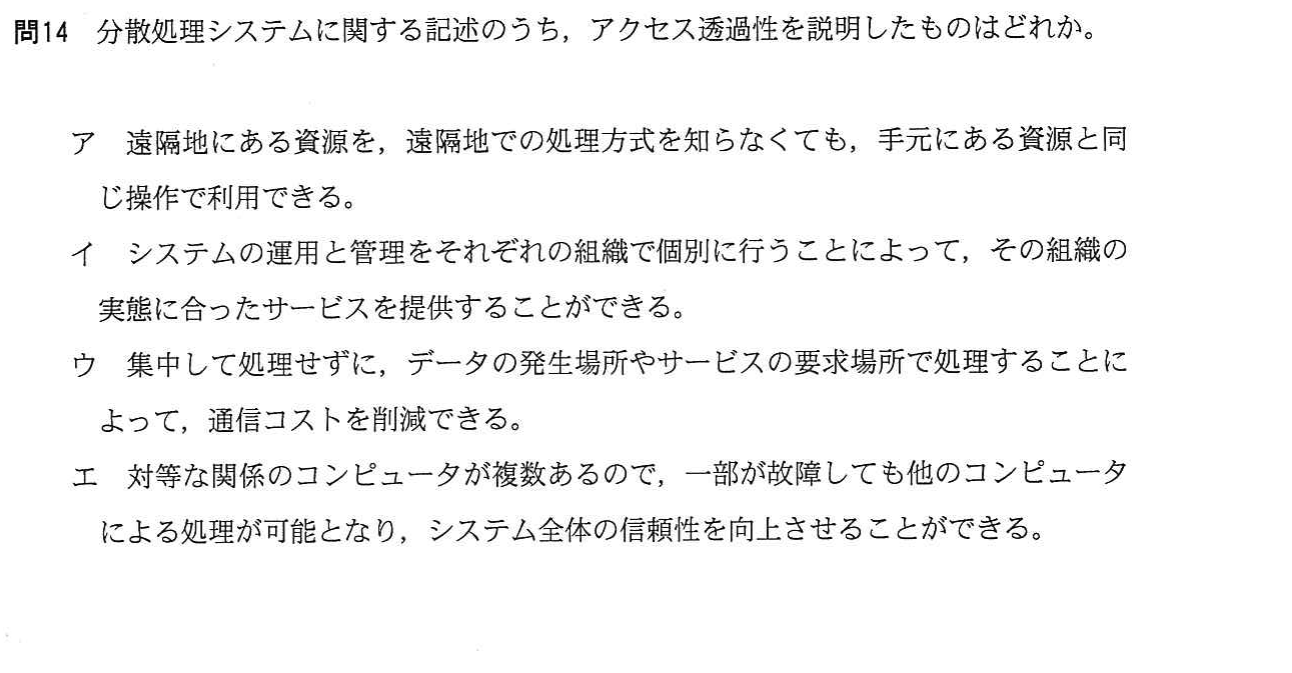 問14　分散処理システムに関する記述のうち，アクセス透過性を説明したものはどれか。
ア　遠隔地にある資源を，遠隔地での処理方式を知らなくても，手元にある資源と同
じ操作で利用できる。
イ　システムの運用と管理をそれぞれの組織で個別に行うことによって，その組織の
実態に合ったサービスを提供することができる。
ウ　集中して処理せずに，データの発生場所やサービスの要求場所で処理することに
よって，通信コストを削減できる。
エ　対等な関係のコンピュータが複数あるので，一部が故障しても他のコンピュータ
による処理が可能となり，システム全体の信頼性を向上させることができる。